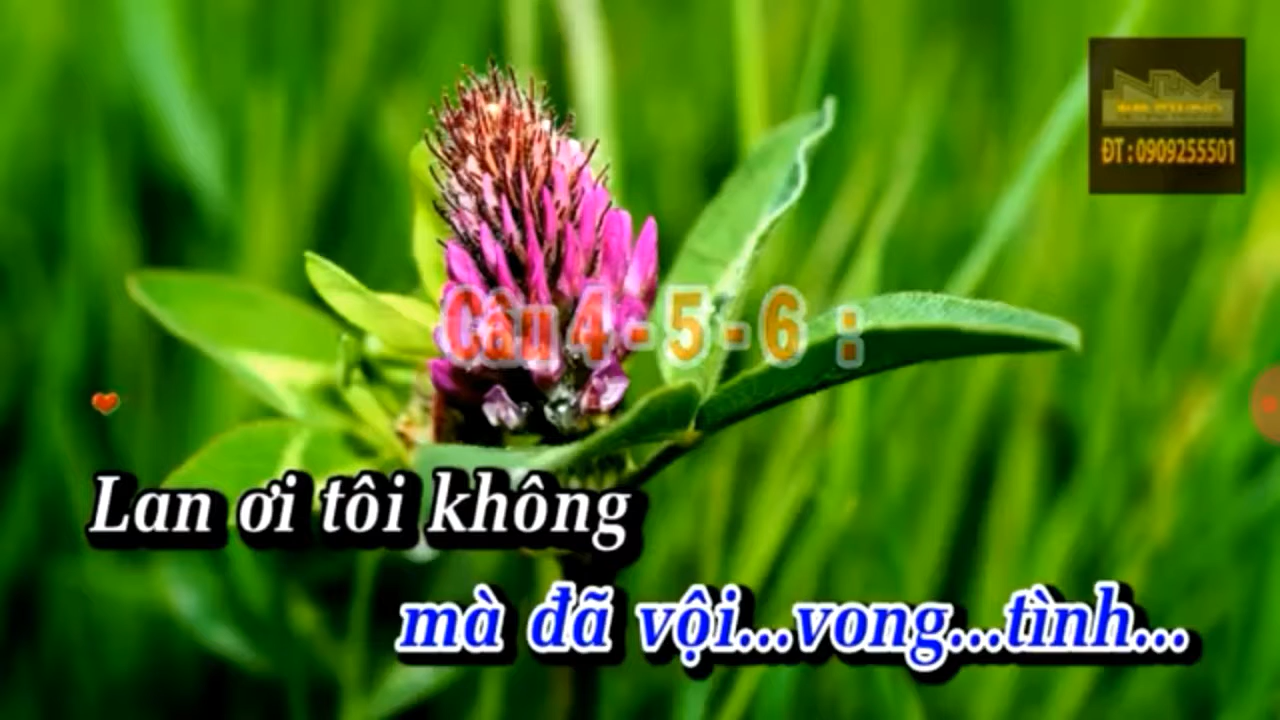 ĐT : 0909255501
Câu 4 - 5 - 6 :
Lan ơi tôi không
mà đã vội...vong...tình...